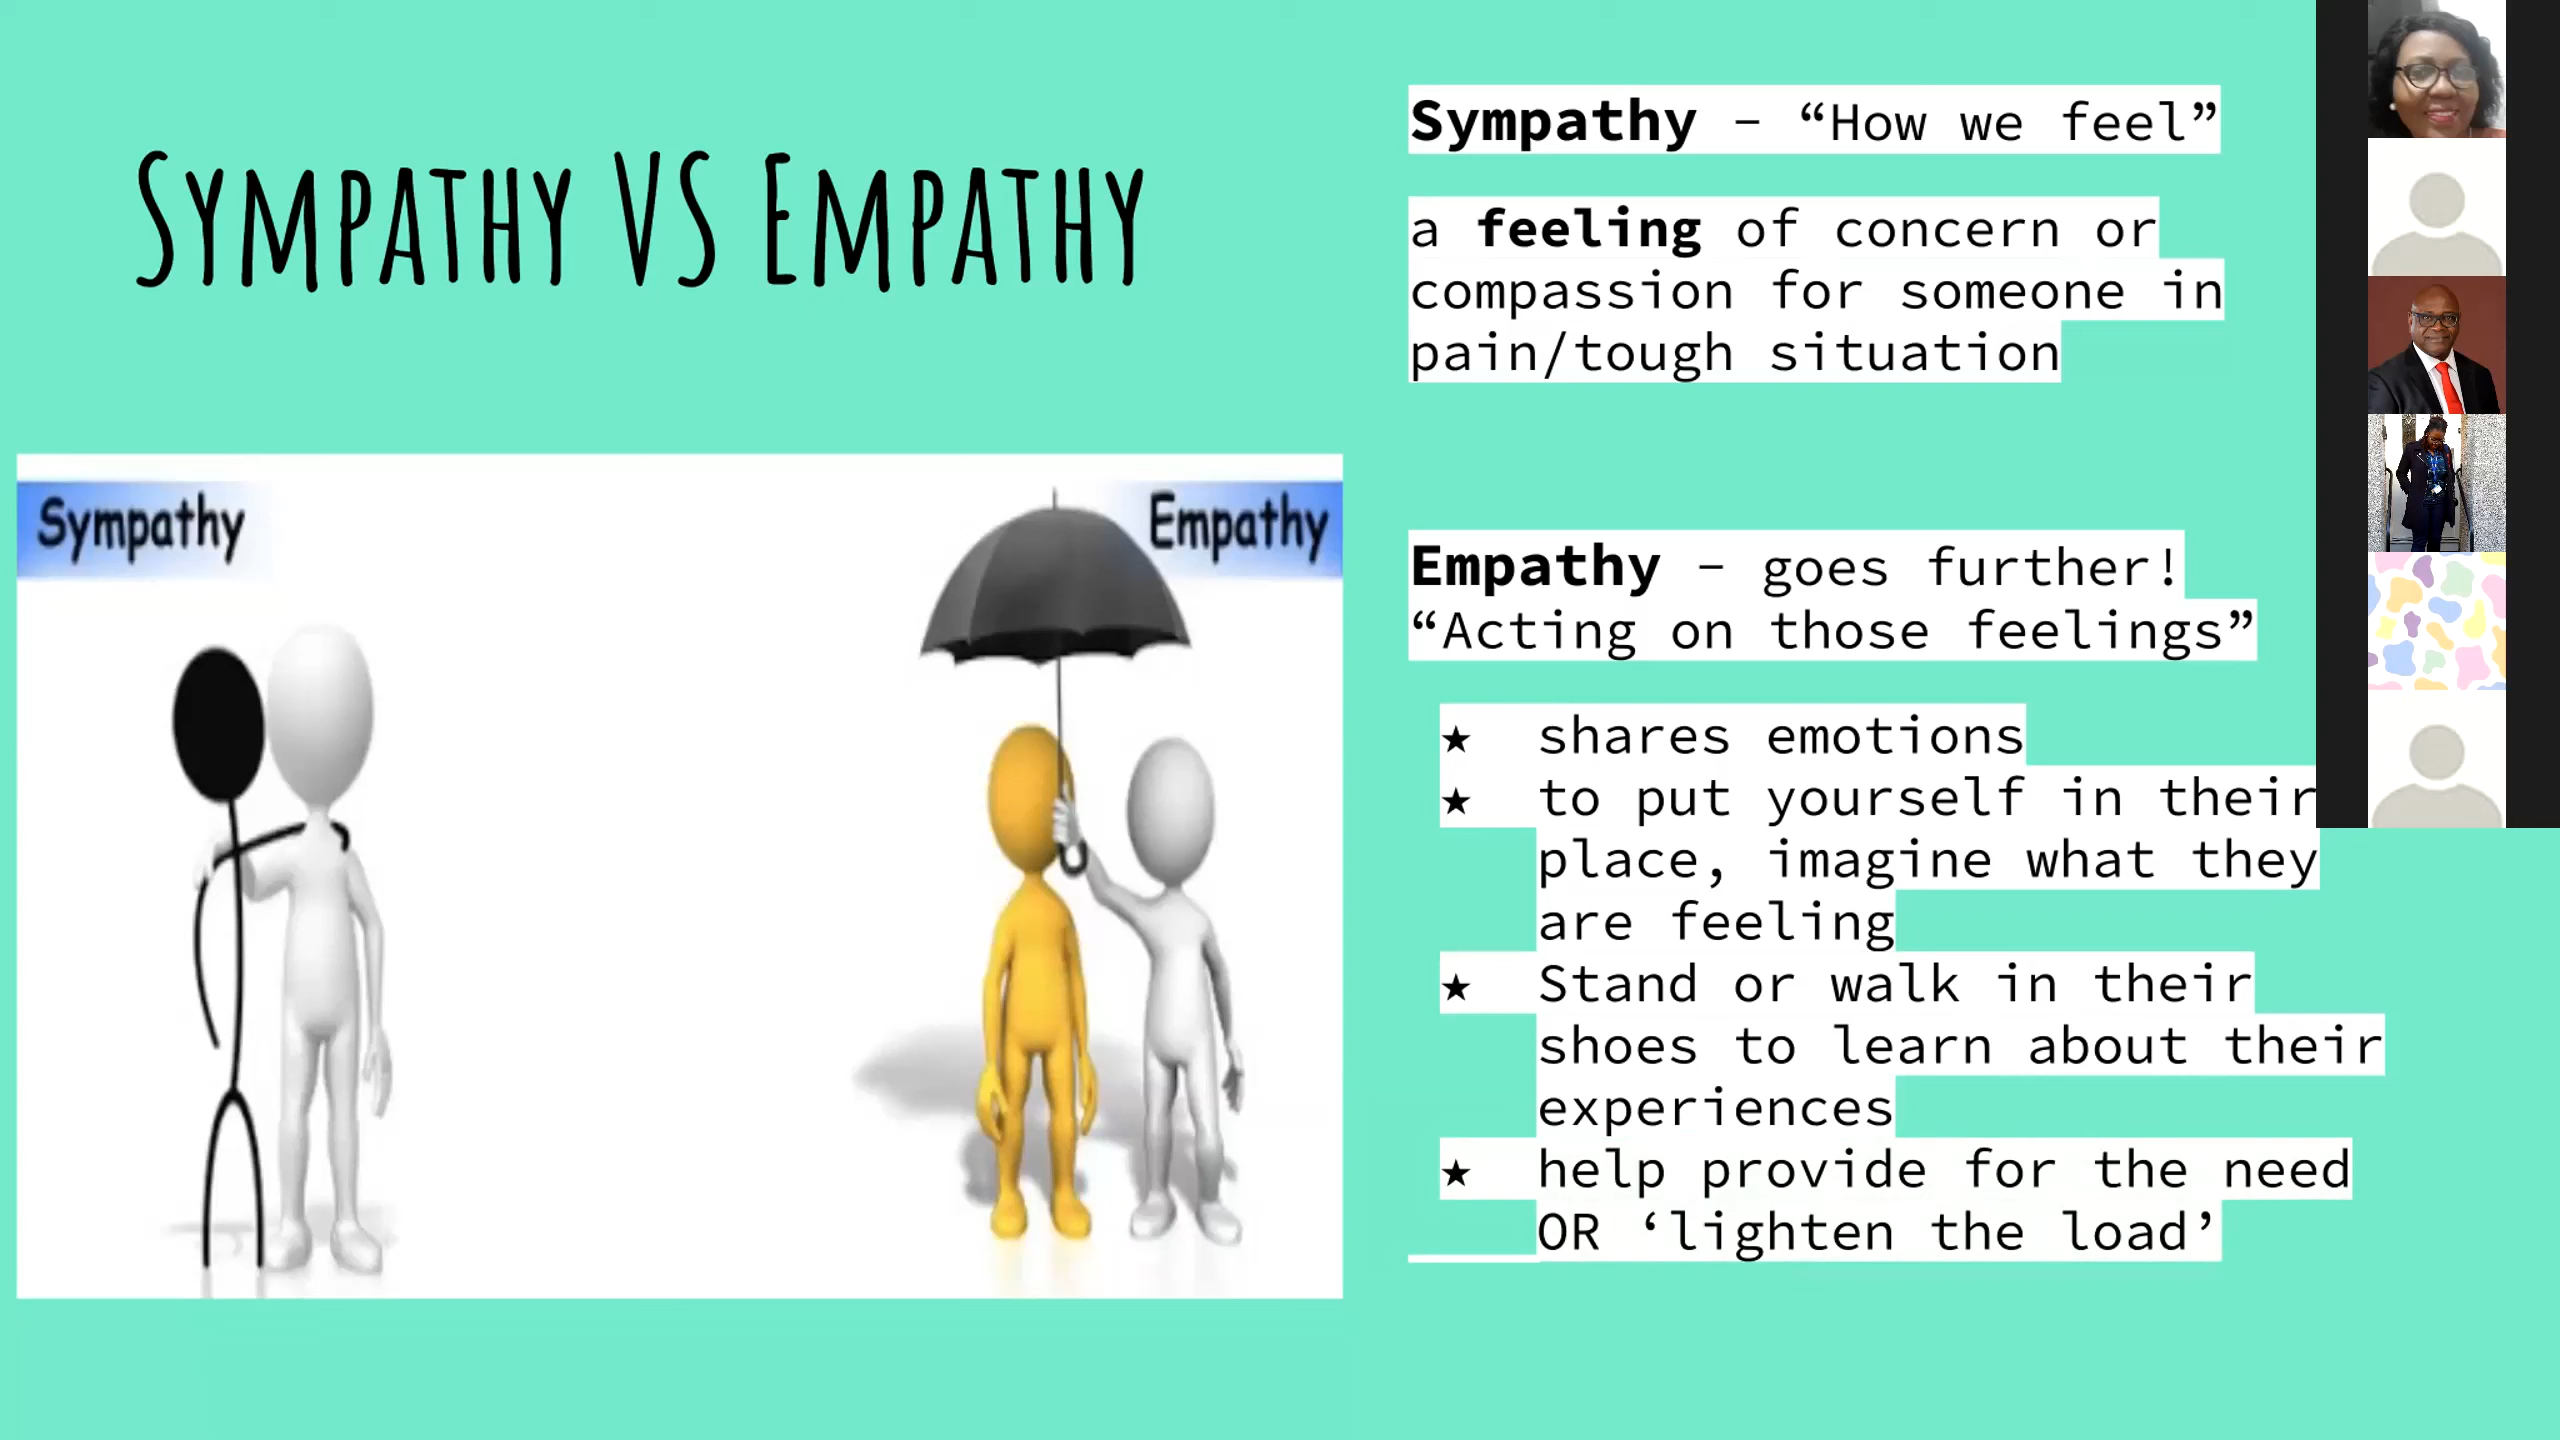 Sympathy VS Empathy
Sympathy
Empathy
Sympathy – “How we feel”
a feeling of concern or
compassion for someone in
pain/tough situation
Empathy – goes further!
“Acting on those feelings”
★ shares emotions
★ to put yourself in their
place, imagine what they
are feeling
★ Stand or walk in their
shoes to learn about their
experiences
★ help provide for the need
OR ‘lighten the load’